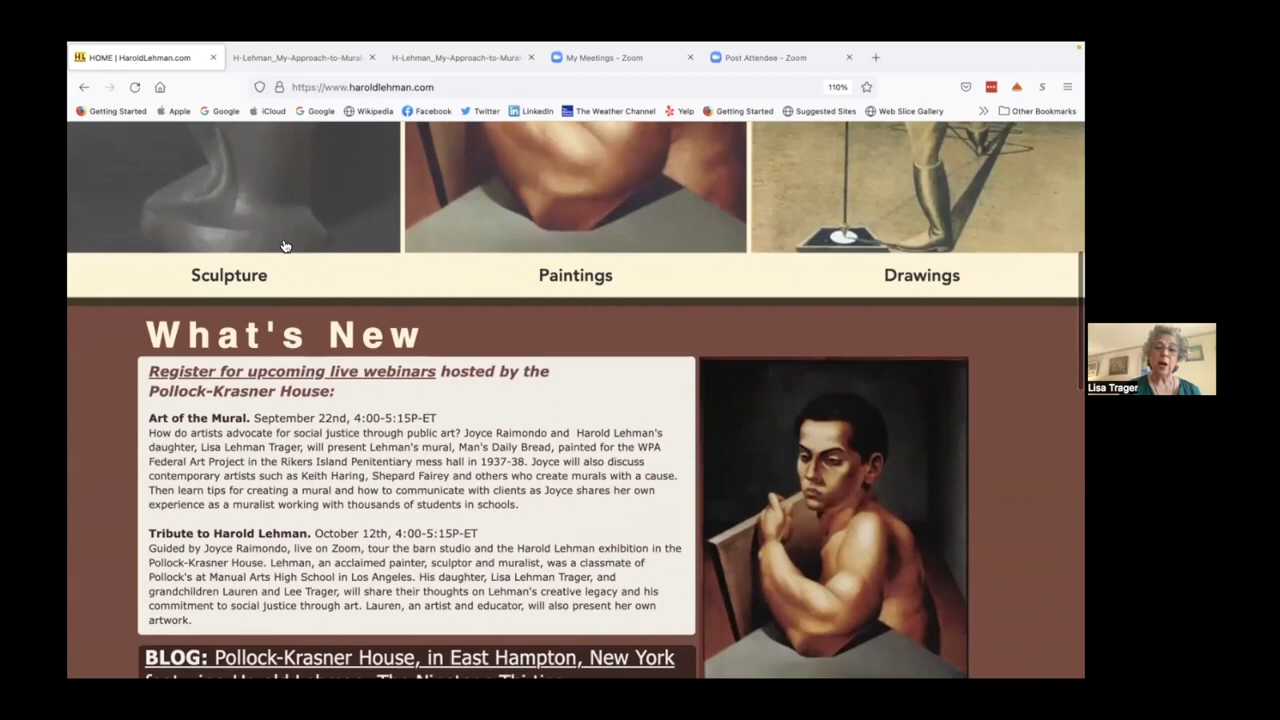 HOME | HaroldLehman.com
H-Lehman_My-Approach-to-Mural-
H-Lehman_My-Approach-to-Mural-
My Meetings - Zoom
Post Attendee - Zoom
https://www.haroldlehman.com
110%
Getting Started
Apple
Google
iCloud
Google
Wikipedia
Facebook
Twitter
LinkedIn
The Weather Channel
Yelp
Getting Started
Suggested Sites
Web Slice Gallery
Other Bookmarks
Sculpture
Paintings
Drawings
What's New
Register for upcoming live webinars hosted by the
Pollock-Krasner House:
Art of the Mural. September 22nd, 4:00-5:15P-ET
How do artists advocate for social justice through public art? Joyce Raimondo and Harold Lehman's
daughter, Lisa Lehman Trager, will present Lehman's mural, Man's Daily Bread, painted for the WPA
Federal Art Project in the Rikers Island Penitentiary mess hall in 1937-38. Joyce will also discuss
contemporary artists such as Keith Haring, Shepard Fairey and others who create murals with a cause.
Then learn tips for creating a mural and how to communicate with clients as Joyce shares her own
experience as a muralist working with thousands of students in schools.
Tribute to Harold Lehman. October 12th, 4:00-5:15P-ET
Guided by Joyce Raimondo, live on Zoom, tour the barn studio and the Harold Lehman exhibition in the
Pollock-Krasner House. Lehman, an acclaimed painter, sculptor and muralist, was a classmate of
Pollock's at Manual Arts High School in Los Angeles. His daughter, Lisa Lehman Trager, and
grandchildren Lauren and Lee Trager, will share their thoughts on Lehman's creative legacy and his
commitment to social justice through art. Lauren, an artist and educator, will also present her own
artwork.
BLOG: Pollock-Krasner House, in East Hampton, New York
Lisa Trager